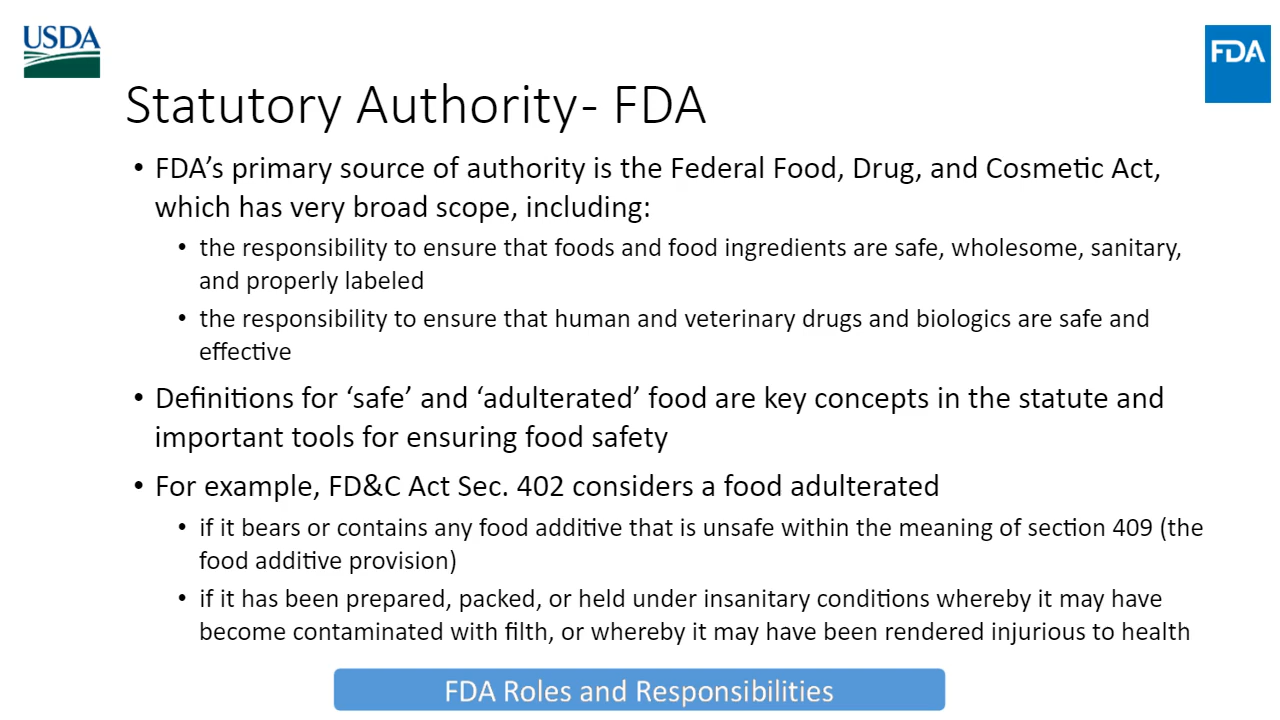 USDA
FDA
Statutory Authority- FDA
• FDA’s primary source of authority is the Federal Food, Drug, and Cosmetic Act,
which has very broad scope, including:
• the responsibility to ensure that foods and food ingredients are safe, wholesome, sanitary,
and properly labeled
• the responsibility to ensure that human and veterinary drugs and biologics are safe and
effective
• Definitions for ‘safe’ and ‘adulterated’ food are key concepts in the statute and
important tools for ensuring food safety
• For example, FD&C Act Sec. 402 considers a food adulterated
• if it bears or contains any food additive that is unsafe within the meaning of section 409 (the
food additive provision)
• if it has been prepared, packed, or held under insanitary conditions whereby it may have
become contaminated with filth, or whereby it may have been rendered injurious to health
FDA Roles and Responsibilities